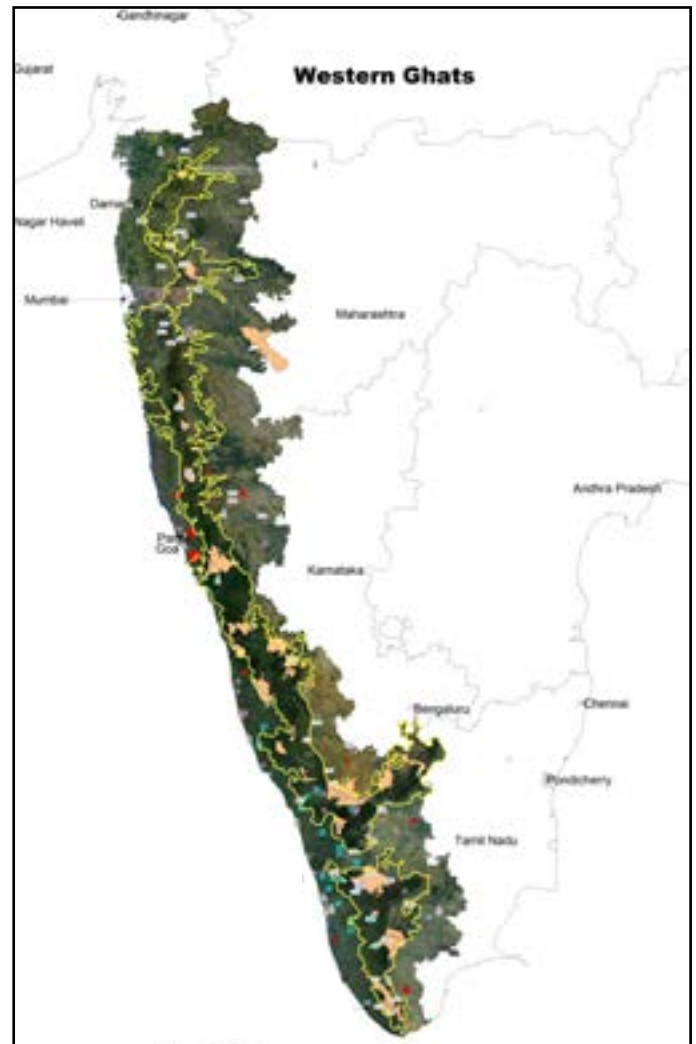 Gandhinagar
Gujarat
Western Ghats
Daman
Nagar Haveli
Mumbai
Maharashtra
Andhra Pradesh
Goa
Karnataka
Bengaluru
Chennai
Pondicherry
Tamil Nadu